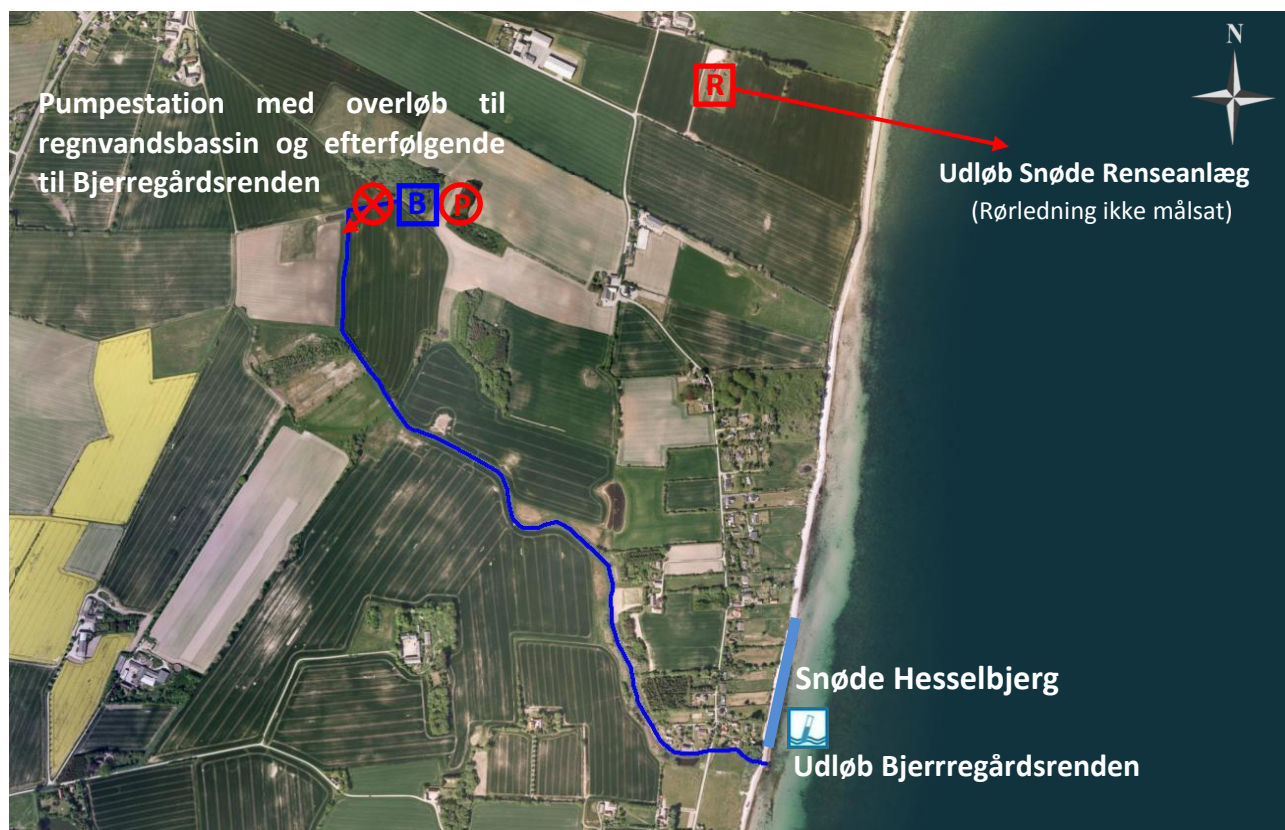 N
R
Pumpestation med overløb til
regnvandsbassin og efterfølgende
til Bjerregårdsrenden
Udløb Snøde Renseanlæg
(Rørledning ikke målsat)
B P
Snøde Hesselbjerg
Udløb Bjerrregårdsrenden